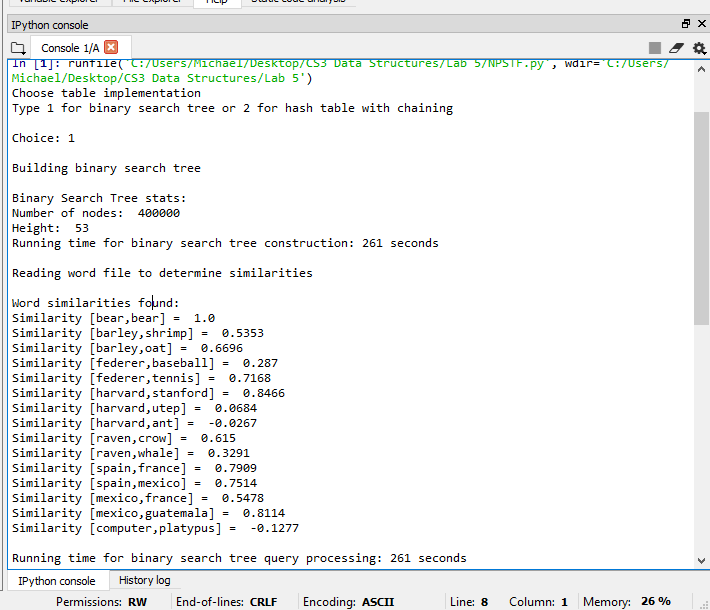 Variable explorer File explorer Help Static code analysis
IPython console
Console 1/A
In [1]: runfile('C:/Users/Michael/Desktop/CS3 Data Structures/Lab 5/NPSTF.py', wdir='C:/Users/
Michael/Desktop/CS3 Data Structures/Lab 5')
Choose table implementation
Type 1 for binary search tree or 2 for hash table with chaining
Choice: 1
Building binary search tree
Binary Search Tree stats:
Number of nodes:  400000
Height:  53
Running time for binary search tree construction: 261 seconds
Reading word file to determine similarities
Word similarities found:
Similarity [bear,bear] =  1.0
Similarity [barley,shrimp] =  0.5353
Similarity [barley,oat] =  0.6696
Similarity [federer,baseball] =  0.287
Similarity [federer,tennis] =  0.7168
Similarity [harvard,stanford] =  0.8466
Similarity [harvard,utep] =  0.0684
Similarity [harvard,ant] =  -0.0267
Similarity [raven,crow] =  0.615
Similarity [raven,whale] =  0.3291
Similarity [spain,france] =  0.7909
Similarity [spain,mexico] =  0.7514
Similarity [mexico,france] =  0.5478
Similarity [mexico,guatemala] =  0.8114
Similarity [computer,platypus] =  -0.1277
Running time for binary search tree query processing: 261 seconds
IPython console History log
Permissions: RW End-of-lines: CRLF Encoding: ASCII Line: 8 Column: 1 Memory: 26 %